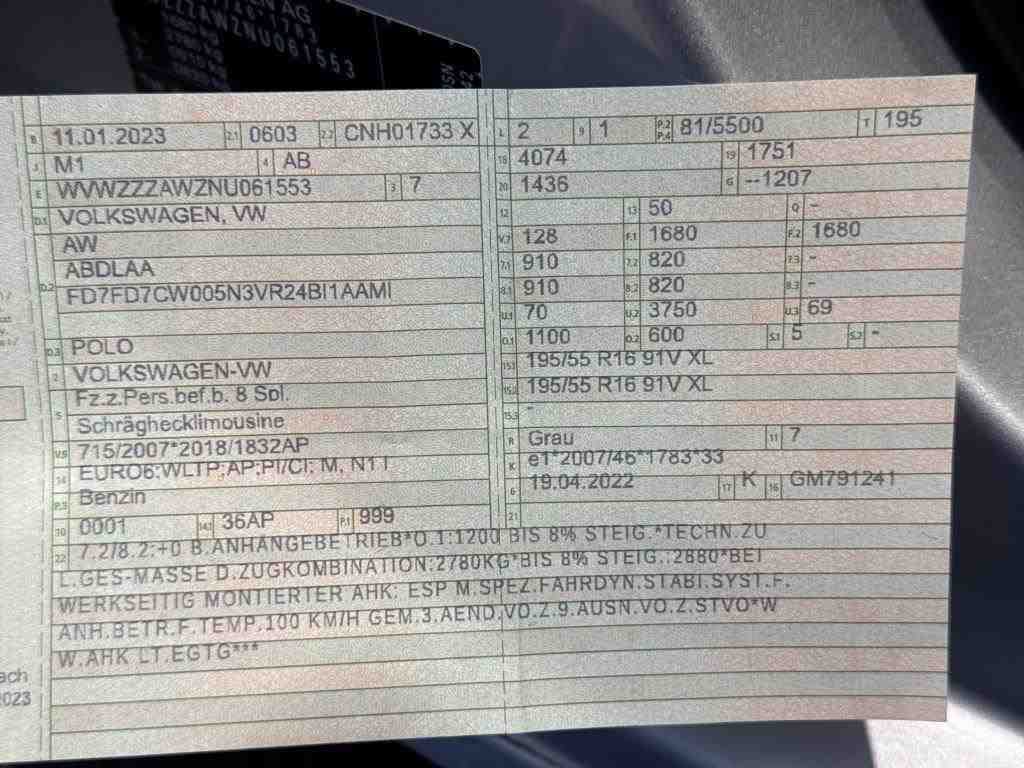 EN AG
ZZZAWZNU061553
B 11.01.2023 2.1 0603 2.2 CNH01733 X
J M1 4 AB
E WVWZZZAWZNU061553 3 7
D.1 VOLKSWAGEN, VW
D.2 AW
ABDLAA
FD7FD7CW005N3VR24BI1AAMI
D.3 POLO
2 VOLKSWAGEN-VW
5 Fz.z.Pers.bef.b. 8 Spl.
Schräghecklimousine
V.9 715/2007*2018/1832AP
14 EURO6:WLTP;AP;PI/CI; M, N1 I
P.3 Benzin
10 0001 14.1 36AP P.1 999
L 2 9 1 P.2 P.4 81/5500 T 195
18 4074 19 1751
20 1436 G --1207
12 13 50 Q -
V.7 128 F.1 1680 F.2 1680
7.1 910 7.2 820 7.3 -
8.1 910 8.2 820 8.3 -
U.1 70 U.2 3750 U.3 69
O.1 1100 O.2 600 S.1 5 S.2 -
15.1 195/55 R16 91V XL
15.2 195/55 R16 91V XL
15.3 -
R Grau 11 7
K e1*2007/46*1783*33
6 19.04.2022 17 K 16 GM791241
21
22 7.2/8.2:+0 B.ANHÄNGEBETRIEB*O.1:1200 BIS 8% STEIG.*TECHN.ZU
L.GES-MASSE D.ZUGKOMBINATION:2780KG*BIS 8% STEIG.:2880*BEI
WERKSEITIG MONTIERTER AHK: ESP M.SPEZ.FAHRDYN.STABI.SYST.F.
ANH.BETR.F.TEMP.100 KM/H GEM.3.AEND.VO.Z.9.AUSN.VO.Z.STVO*W
W.AHK LT.EGTG***
ach
2023